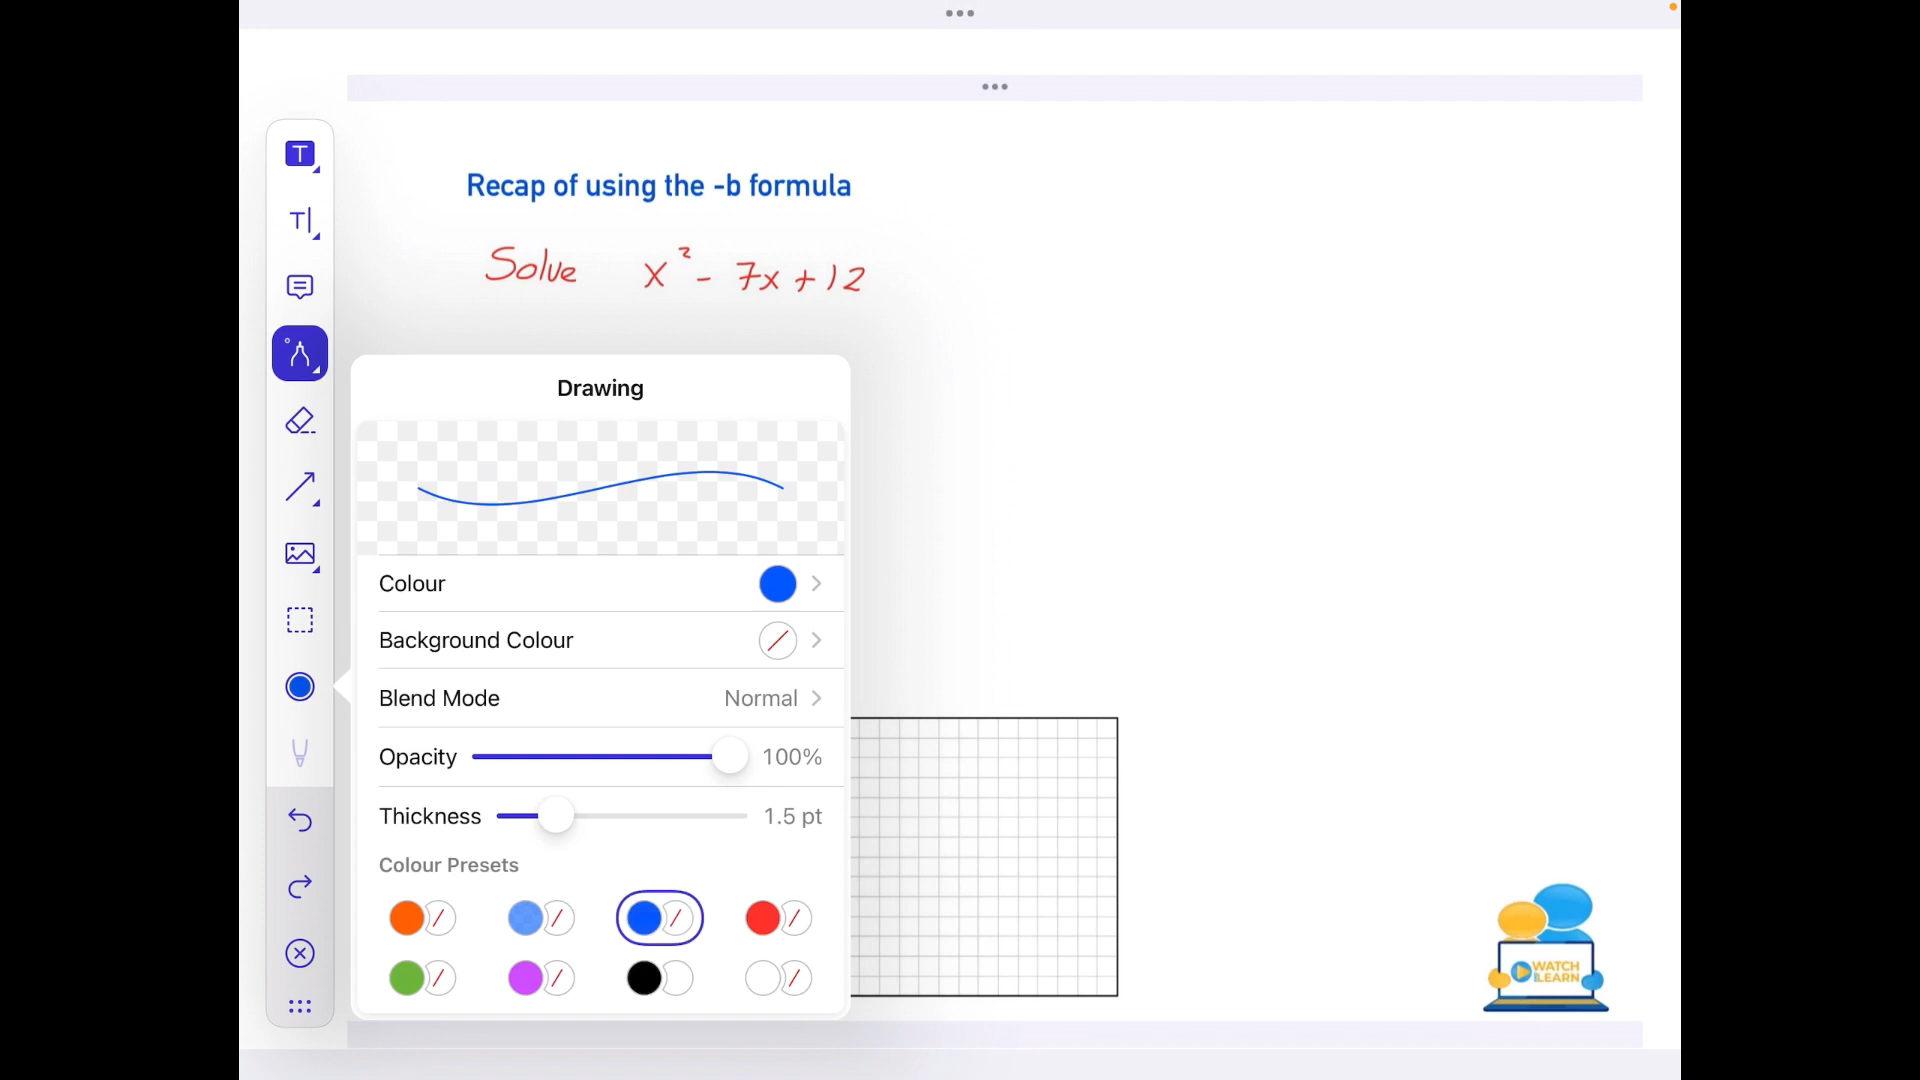 Recap of using the -b formula
Solve x² - 7x + 12
T
T
Drawing
Colour
Background Colour
Blend Mode Normal
Opacity 100%
Thickness 1.5 pt
Colour Presets
WATCH
AND LEARN